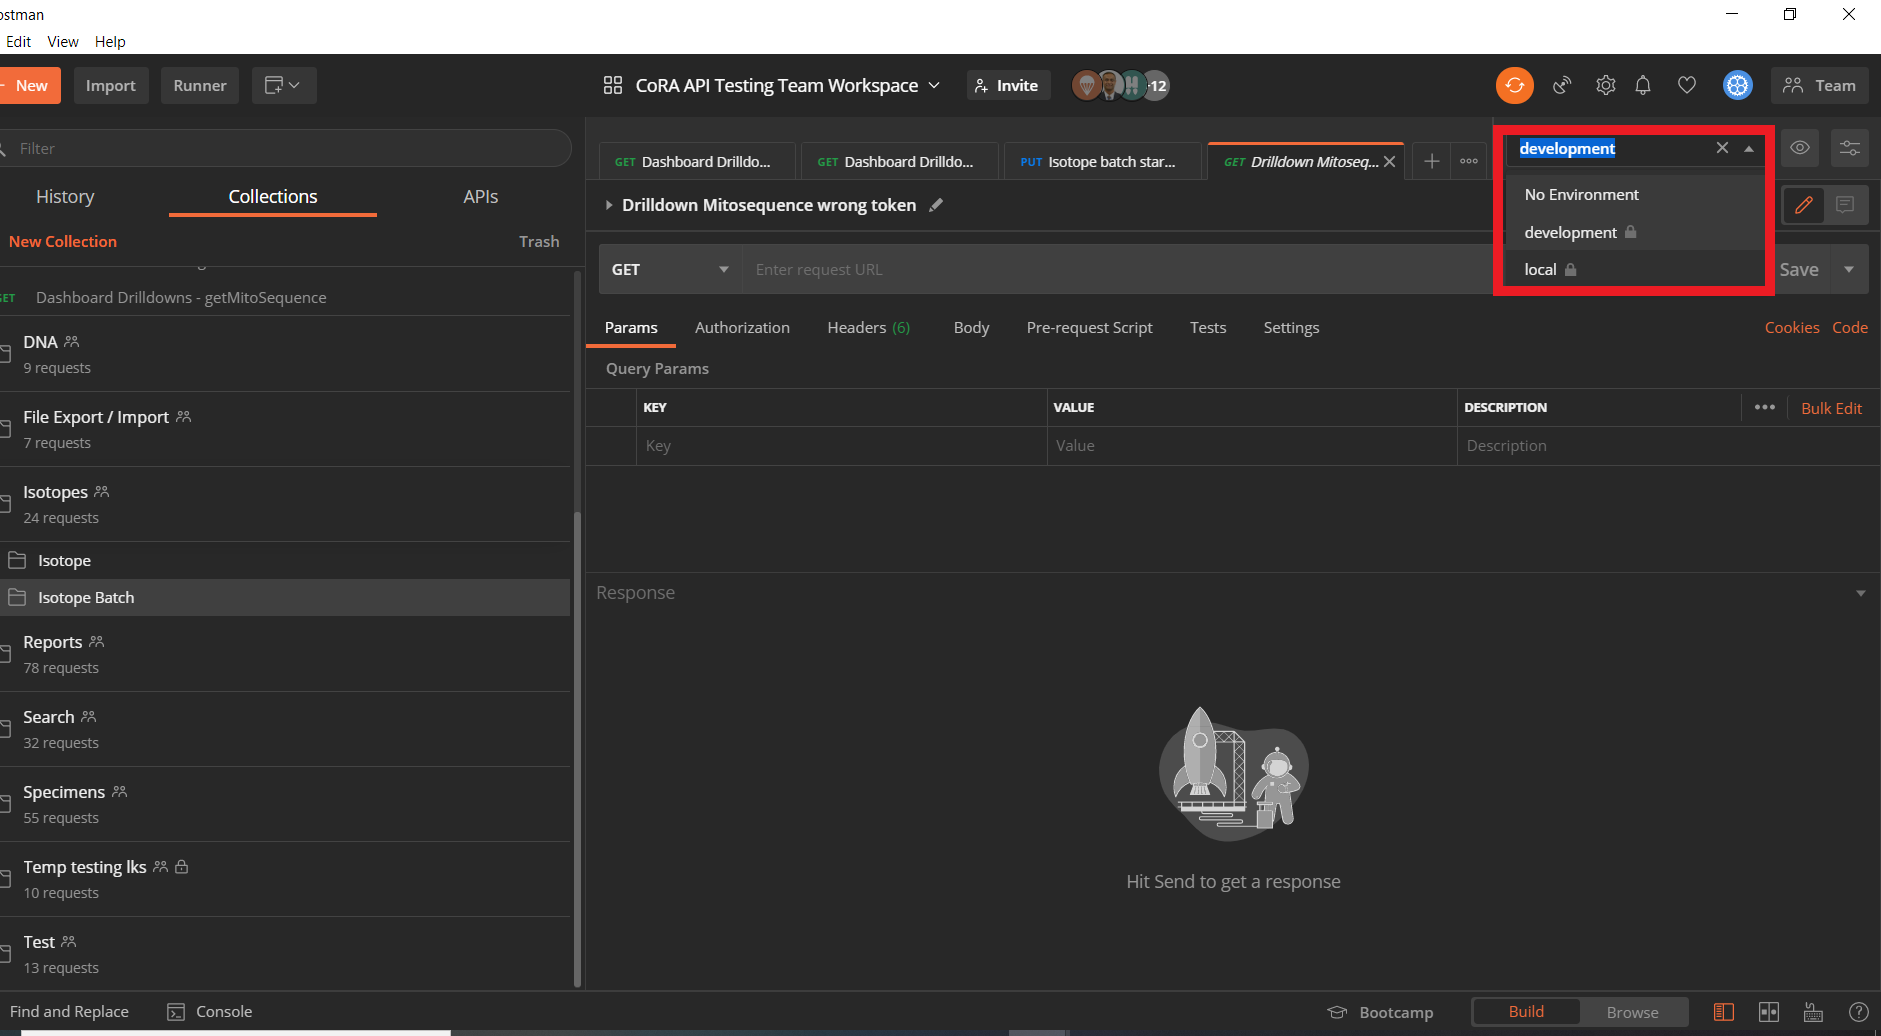 ostman
Edit View Help
New Import Runner
CoRA API Testing Team Workspace Invite 12
Team
Filter
History Collections APIs
New Collection Trash
GET Dashboard Drilldowns - getMitoSequence
DNA
9 requests
File Export / Import
7 requests
Isotopes
24 requests
Isotope
Isotope Batch
Reports
78 requests
Search
32 requests
Specimens
55 requests
Temp testing lks
10 requests
Test
13 requests
GET Dashboard Drilldo... GET Dashboard Drilldo... PUT Isotope batch star... GET Drilldown Mitoseq...
development
No Environment
development
local
Drilldown Mitosequence wrong token
GET Enter request URL Save
Params Authorization Headers (6) Body Pre-request Script Tests Settings Cookies Code
Query Params
KEY VALUE DESCRIPTION Bulk Edit
Key Value Description
Response
Hit Send to get a response
Find and Replace Console Bootcamp Build Browse